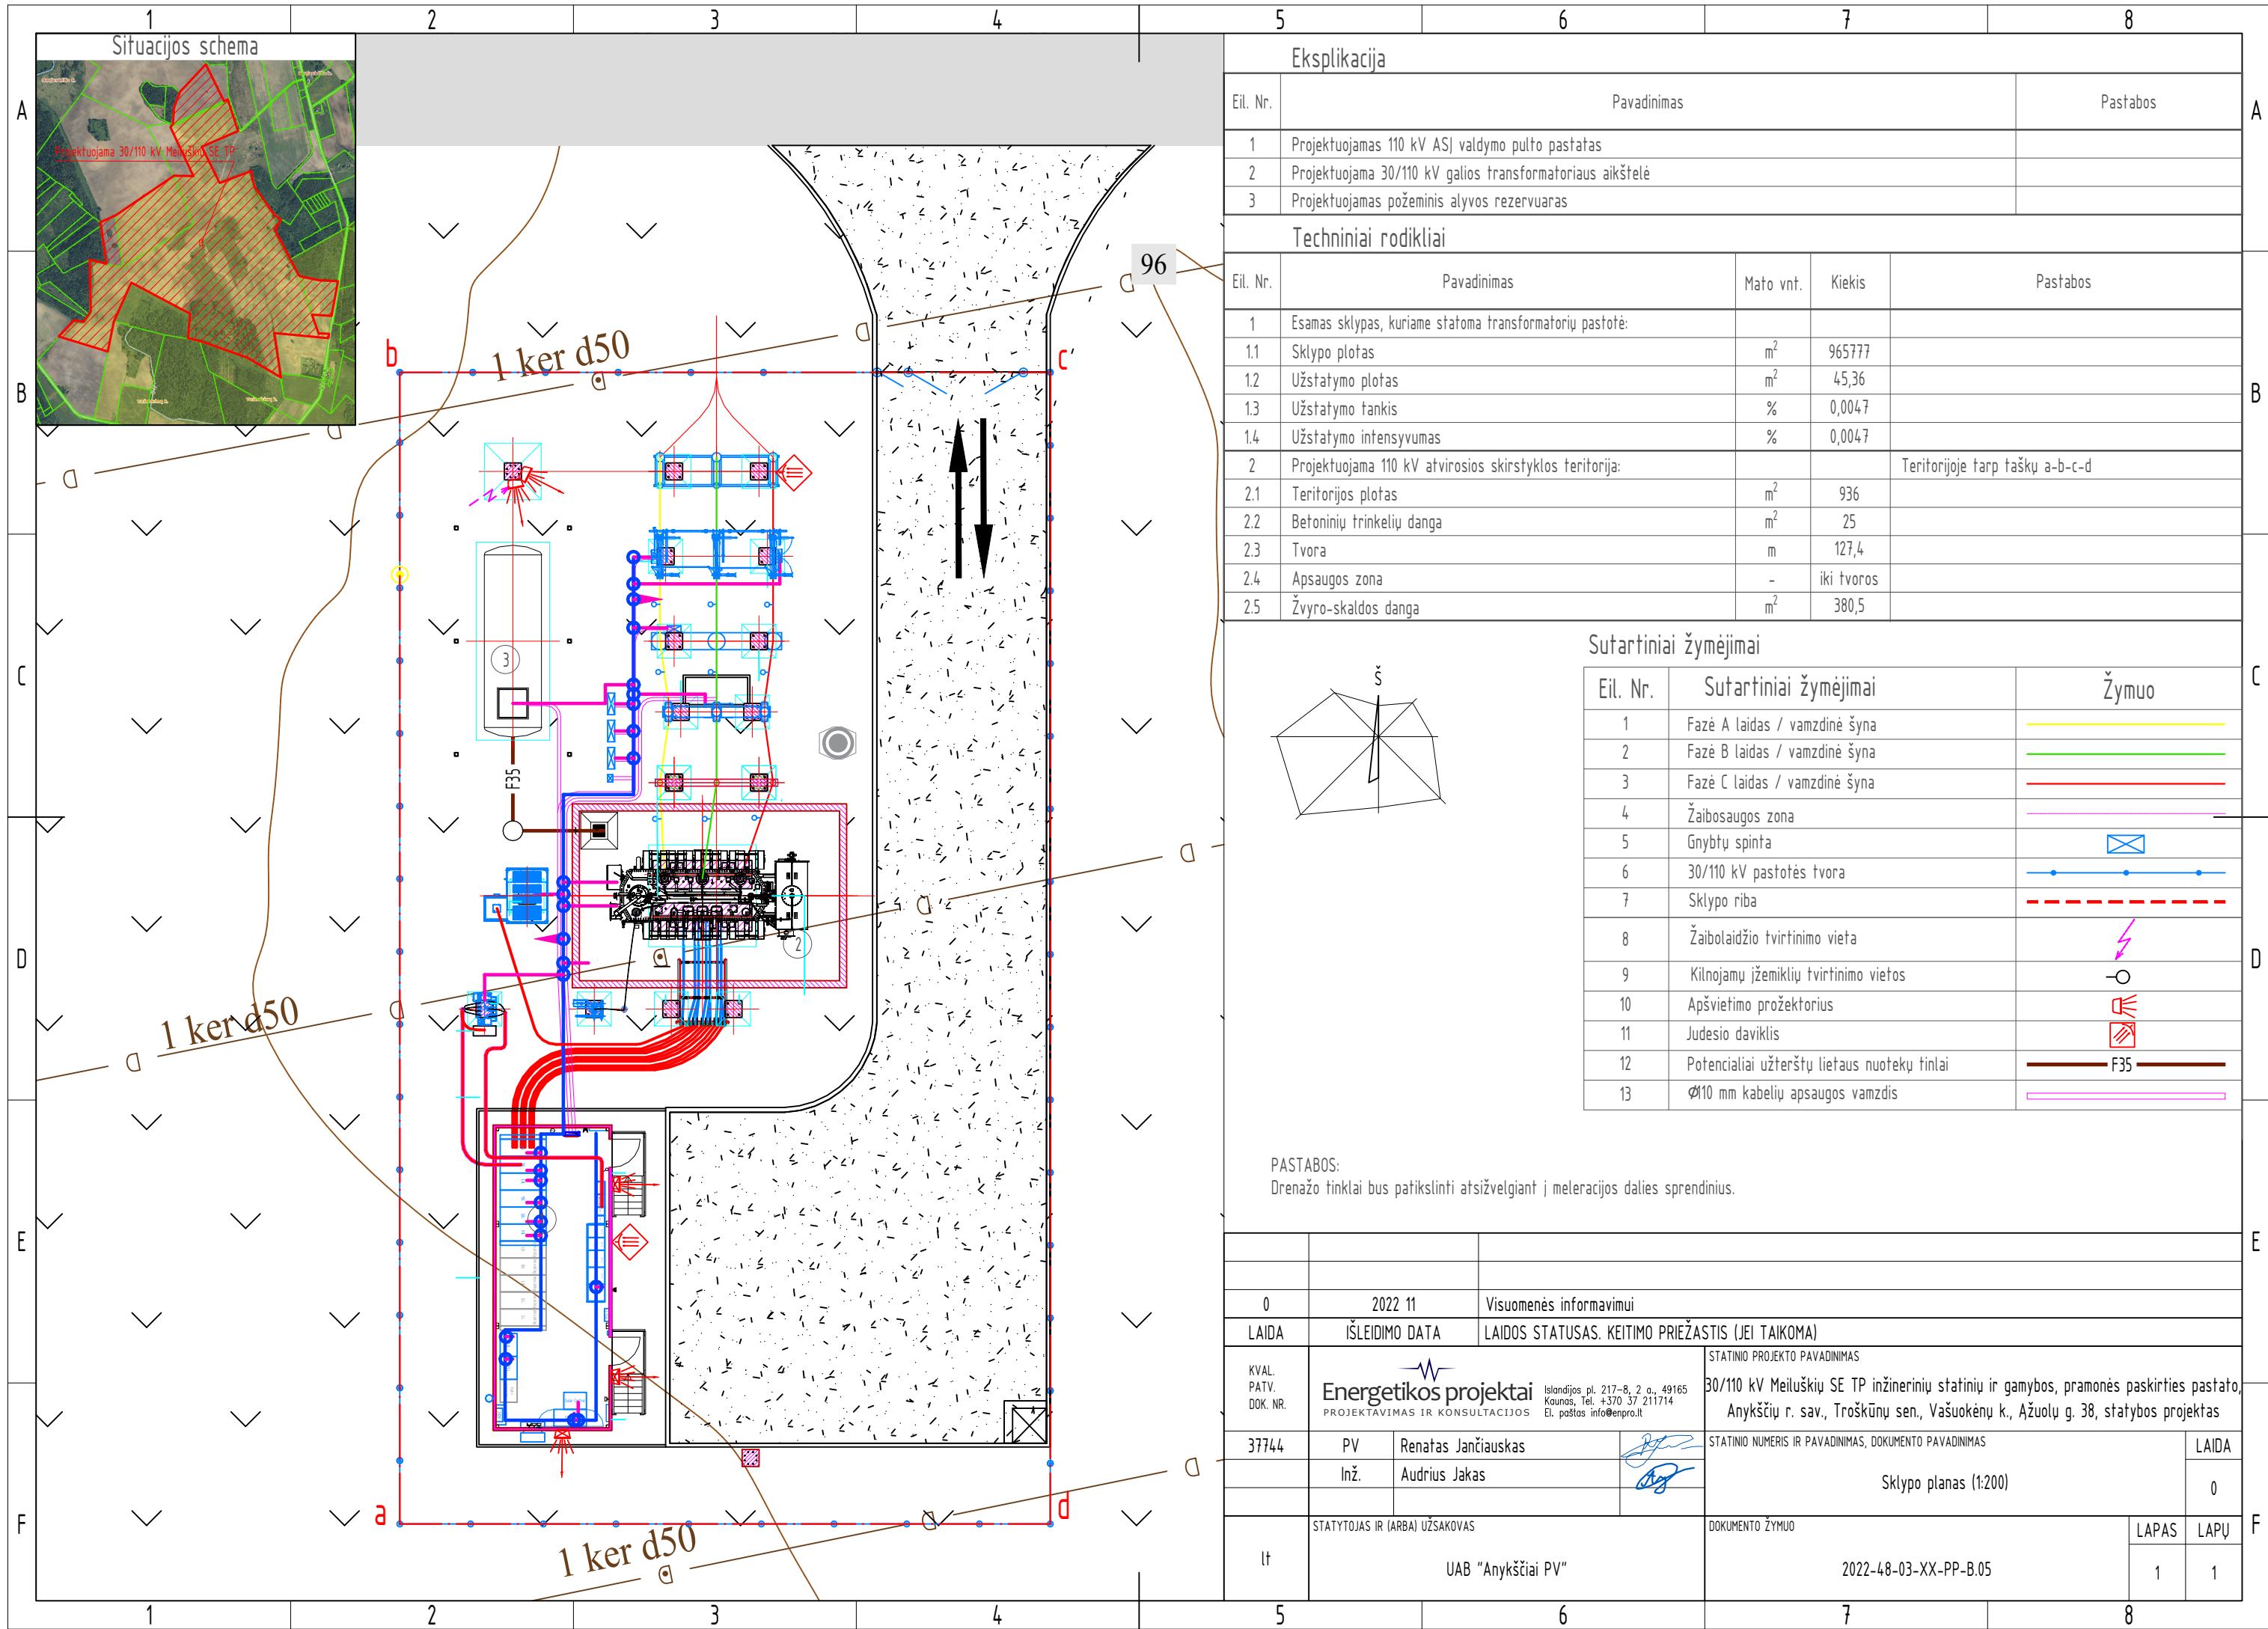 1 2 3 4 5 6 7 8
A
B
C
D
E
F
Situacijos schema
Projektuojama 30/110 kV Meiluškių SE TP
96
1 ker d50
b
c
3
F35
2
1 ker d50
a
d
1 ker d50
Eksplikacija
Eil. Nr. Pavadinimas Pastabos
1 Projektuojamas 110 kV ASĮ valdymo pulto pastatas
2 Projektuojama 30/110 kV galios transformatoriaus aikštelė
3 Projektuojamas požeminis alyvos rezervuaras
Techniniai rodikliai
Eil. Nr. Pavadinimas Mato vnt. Kiekis Pastabos
1 Esamas sklypas, kuriame statoma transformatorių pastotė:
1.1 Sklypo plotas m² 965777
1.2 Užstatymo plotas m² 45,36
1.3 Užstatymo tankis % 0,0047
1.4 Užstatymo intensyvumas % 0,0047
2 Projektuojama 110 kV atvirosios skirstyklos teritorija: Teritorijoje tarp taškų a-b-c-d
2.1 Teritorijos plotas m² 936
2.2 Betoninių trinkelių danga m² 25
2.3 Tvora m 127,4
2.4 Apsaugos zona - iki tvoros
2.5 Žvyro-skaldos danga m² 380,5
Š
Sutartiniai žymėjimai
Eil. Nr. Sutartiniai žymėjimai Žymuo
1 Fazė A laidas / vamzdinė šyna
2 Fazė B laidas / vamzdinė šyna
3 Fazė C laidas / vamzdinė šyna
4 Žaibosaugos zona
5 Gnybtų spinta
6 30/110 kV pastotės tvora
7 Sklypo riba
8 Žaibolaidžio tvirtinimo vieta
9 Kilnojamų įžemiklių tvirtinimo vietos
10 Apšvietimo prožektorius
11 Judesio daviklis
12 Potencialiai užterštų lietaus nuotekų tinlai F35
13 Ø110 mm kabelių apsaugos vamzdis
PASTABOS:
Drenažo tinklai bus patikslinti atsižvelgiant į meleracijos dalies sprendinius.
0 2022 11 Visuomenės informavimui
LAIDA IŠLEIDIMO DATA LAIDOS STATUSAS. KEITIMO PRIEŽASTIS (JEI TAIKOMA)
KVAL.
PATV.
DOK. NR.
Energetikos projektai
PROJEKTAVIMAS IR KONSULTACIJOS
Islandijos pl. 217-8, 2 a., 49165
Kaunas, Tel. +370 37 211714
El. paštas info@enpro.lt
STATINIO PROJEKTO PAVADINIMAS
30/110 kV Meiluškių SE TP inžinerinių statinių ir gamybos, pramonės paskirties pastato,
Anykščių r. sav., Troškūnų sen., Vašuokėnų k., Ąžuolų g. 38, statybos projektas
37744 PV Renatas Jančiauskas
Inž. Audrius Jakas
STATINIO NUMERIS IR PAVADINIMAS, DOKUMENTO PAVADINIMAS
Sklypo planas (1:200)
LAIDA
0
lt
STATYTOJAS IR (ARBA) UŽSAKOVAS
UAB "Anykščiai PV"
DOKUMENTO ŽYMUO
2022-48-03-XX-PP-B.05
LAPAS LAPŲ
1 1
A
B
C
D
E
F
1 2 3 4 5 6 7 8